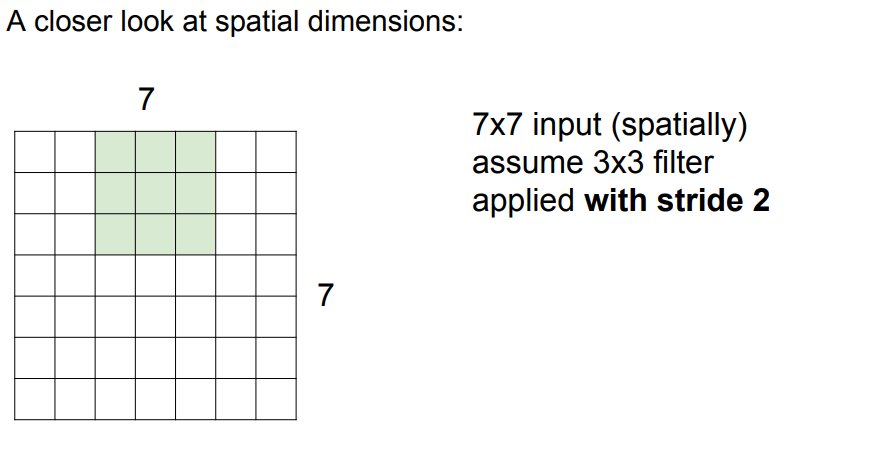 A closer look at spatial dimensions:
7
7x7 input (spatially)
assume 3x3 filter
applied with stride 2
7